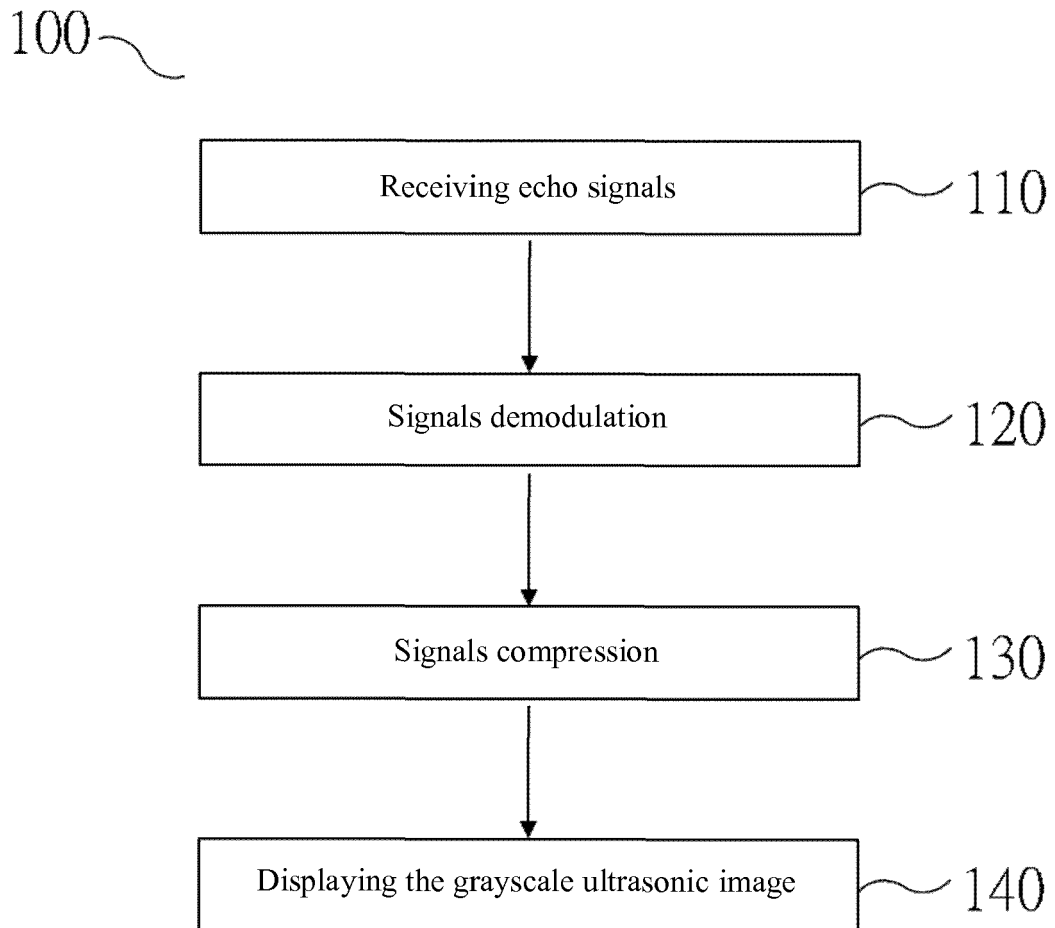 100
Receiving echo signals
110
Signals demodulation
120
Signals compression
130
Displaying the grayscale ultrasonic image
140